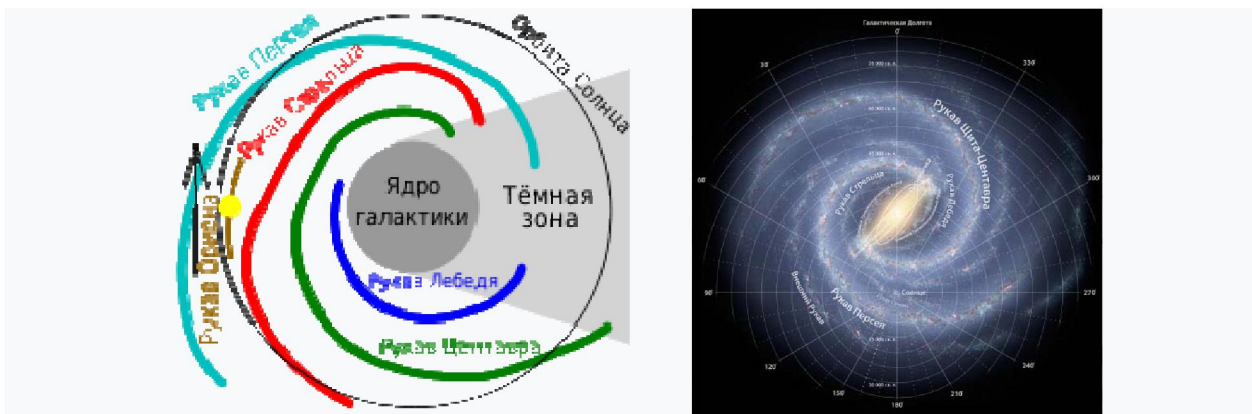 Рукав Персея
Рукав Стрельца
Орбита Солнца
Ядро
галактики
Тёмная
зона
Рукав Ориона
Рукав Лебедя
Рукав Центавра
Галактическая Долгота
0°
30°
330°
60°
300°
90°
270°
120°
240°
150°
210°
180°
Рукав Щита-Центавра
Рукав Стрельца
Солнце
Рукав Персея
Внешний Рукав